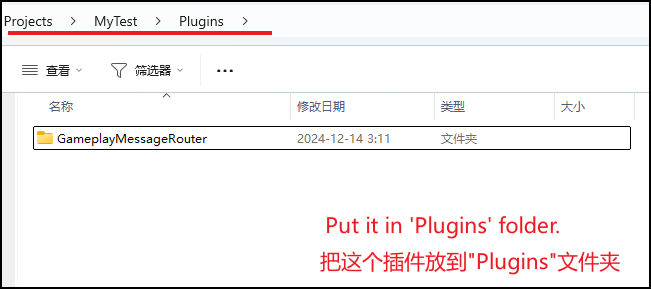 Projects > MyTest > Plugins >
查看 筛选器 ...
名称 修改日期 类型 大小
GameplayMessageRouter 2024-12-14 3:11 文件夹
Put it in 'Plugins' folder.
把这个插件放到"Plugins"文件夹